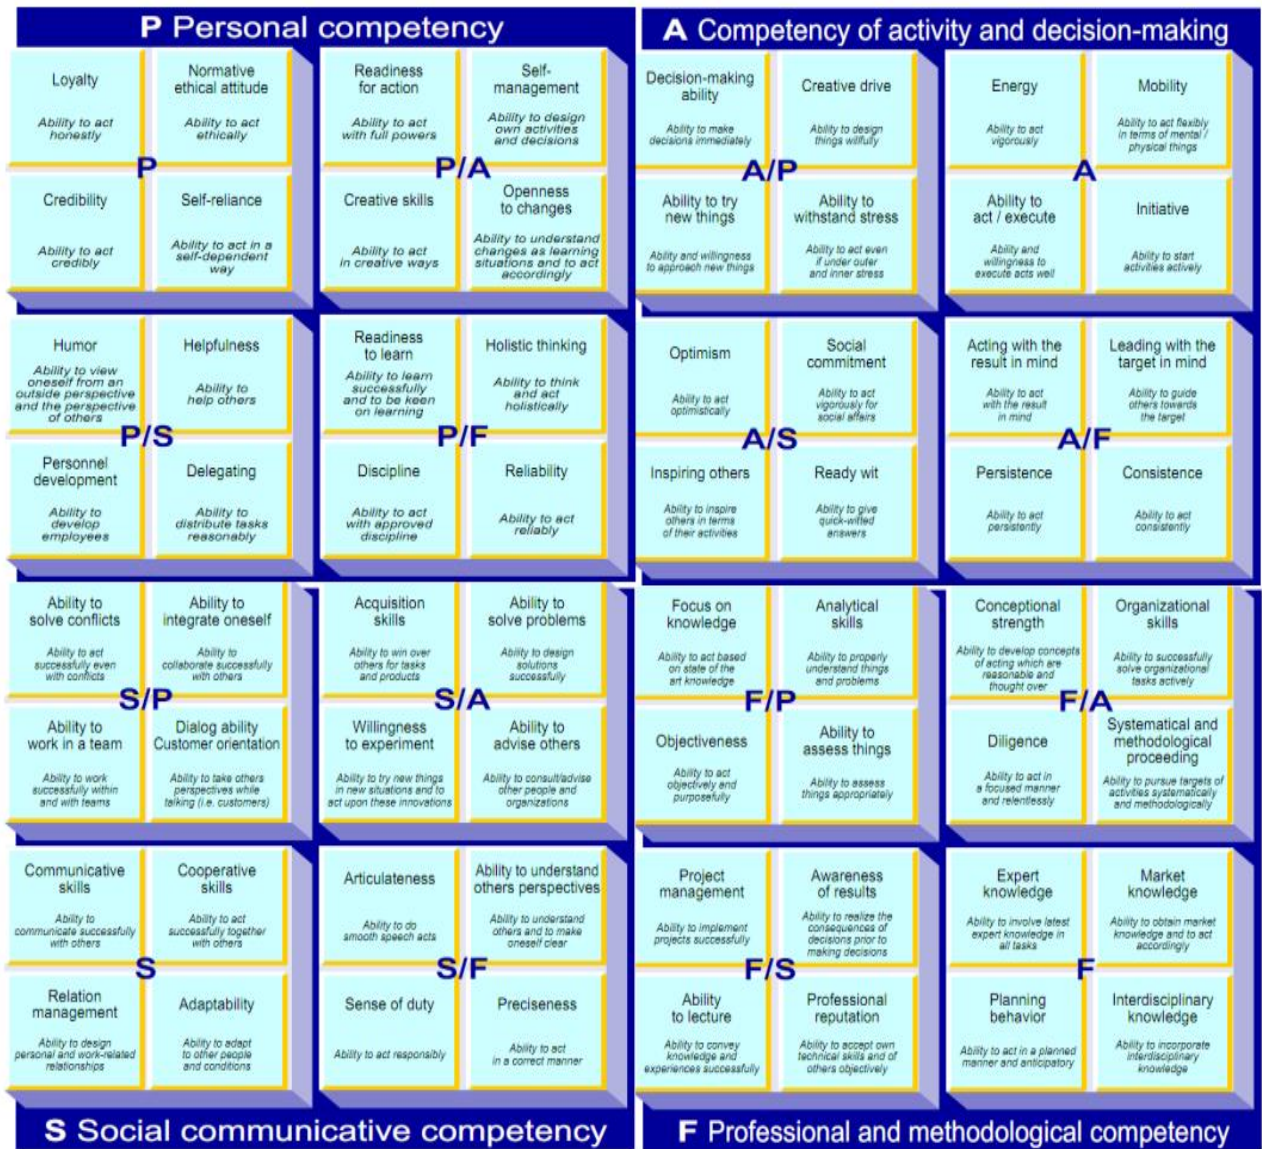 P Personal competency
Loyalty
Ability to act
honestly
Normative
ethical attitude
Ability to act
ethically
P
Credibility
Ability to act
credibly
Self-reliance
Ability to act in a
self-dependent
way
Readiness
for action
Ability to act
with full powers
Self-
management
Ability to design
own activities
and decisions
P/A
Creative skills
Ability to act
in creative ways
Openness
to changes
Ability to understand
changes as learning
situations and to act
accordingly
A Competency of activity and decision-making
Decision-making
ability
Ability to make
decisions immediately
Creative drive
Ability to design
things willfully
A/P
Ability to try
new things
Ability and willingness
to approach new things
Ability to
withstand stress
Ability to act even
if under outer
and inner stress
Energy
Ability to act
vigorously
Mobility
Ability to act flexibly
in terms of mental /
physical things
A
Ability to
act / execute
Ability and
willingness to
execute acts well
Initiative
Ability to start
activities actively
Humor
Ability to view
oneself from an
outside perspective
and the perspective
of others
Helpfulness
Ability to
help others
P/S
Personnel
development
Ability to
develop
employees
Delegating
Ability to
distribute tasks
reasonably
Readiness
to learn
Ability to learn
successfully
and to be keen
on learning
Holistic thinking
Ability to think
and act
holistically
P/F
Discipline
Ability to act
with approved
discipline
Reliability
Ability to act
reliably
Optimism
Ability to act
optimistically
Social
commitment
Ability to act
vigorously for
social affairs
A/S
Inspiring others
Ability to inspire
others in terms
of their activities
Ready wit
Ability to give
quick-witted
answers
Acting with the
result in mind
Ability to act
with the result
in mind
Leading with the
target in mind
Ability to guide
others towards
the target
A/F
Persistence
Ability to act
persistently
Consistence
Ability to act
consistently
Ability to
solve conflicts
Ability to act
successfully even
with conflicts
Ability to
integrate oneself
Ability to
collaborate successfully
with others
S/P
Ability to
work in a team
Ability to work
successfully within
and with teams
Dialog ability
Customer orientation
Ability to take others
perspectives while
talking (i.e. customers)
Acquisition
skills
Ability to win over
others for tasks
and products
Ability to
solve problems
Ability to design
solutions
successfully
S/A
Willingness
to experiment
Ability to try new things
in new situations and to
act upon these innovations
Ability to
advise others
Ability to consult/advise
other people and
organizations
Focus on
knowledge
Ability to act based
on state of the
art knowledge
Analytical
skills
Ability to properly
understand things
and problems
F/P
Objectiveness
Ability to act
objectively and
purposefully
Ability to
assess things
Ability to assess
things appropriately
Conceptional
strength
Ability to develop concepts
of acting which are
reasonable and
thought over
Organizational
skills
Ability to successfully
solve organizational
tasks actively
F/A
Diligence
Ability to act in
a focused manner
and relentlessly
Systematical and
methodological
proceeding
Ability to pursue targets of
activities systematically
and methodologically
Communicative
skills
Ability to
communicate successfully
with others
Cooperative
skills
Ability to act
successfully together
with others
S
Relation
management
Ability to design
personal and work-related
relationships
Adaptability
Ability to adapt
to other people
and conditions
Articulateness
Ability to do
smooth speech acts
Ability to understand
others perspectives
Ability to understand
others and to make
oneself clear
S/F
Sense of duty
Ability to act responsibly
Preciseness
Ability to act
in a correct manner
Project
management
Ability to implement
projects successfully
Awareness
of results
Ability to realize the
consequences of
decisions prior to
making decisions
F/S
Ability
to lecture
Ability to convey
knowledge and
experiences successfully
Professional
reputation
Ability to accept own
technical skills and of
others objectively
Expert
knowledge
Ability to involve latest
expert knowledge in
all tasks
Market
knowledge
Ability to obtain market
knowledge and to act
accordingly
F
Planning
behavior
Ability to act in a planned
manner and anticipatory
Interdisciplinary
knowledge
Ability to incorporate
interdisciplinary
knowledge
S Social communicative competency
F Professional and methodological competency